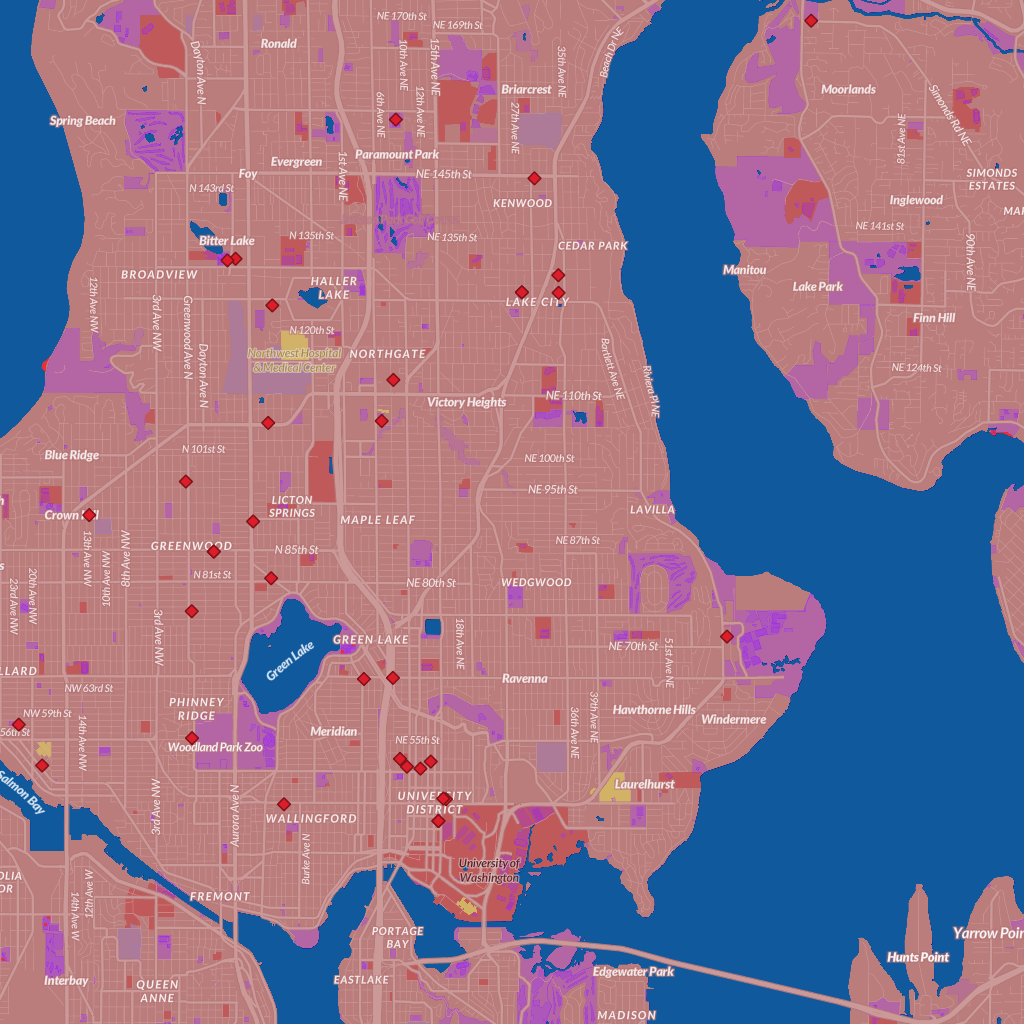 NE 170th St
NE 169th St
Ronald
Dayton Ave N
10th Ave NE
15th Ave NE
35th Ave NE
Beach Dr NE
6th Ave NE
12th Ave NE
27th Ave NE
Briarcrest
Moorlands
Simonds Rd NE
81st Ave NE
Spring Beach
Evergreen
Paramount Park
1st Ave NE
Foy
NE 145th St
N 143rd St
KENWOOD
SIMONDS
ESTATES
Inglewood
Bitter Lake
N 135th St
NE 135th St
CEDAR PARK
NE 141st St
90th Ave NE
BROADVIEW
HALLER
LAKE
LAKE CITY
Manitou
Lake Park
Finn Hill
12th Ave NW
3rd Ave NW
Greenwood Ave N
Dayton Ave N
N 120th St
Northwest Hospital
& Medical Center
NORTHGATE
Bartlett Ave NE
Riviera Pl NE
NE 124th St
Victory Heights
NE 110th St
Blue Ridge
N 101st St
NE 100th St
NE 95th St
LICTON
SPRINGS
LAVILLA
MAPLE LEAF
13th Ave NW
8th Ave NW
10th Ave NW
GREENWOOD
N 85th St
NE 87th St
20th Ave NW
23rd Ave NW
N 81st St
NE 80th St
WEDGWOOD
3rd Ave NW
Green Lake
GREEN LAKE
18th Ave NE
NE 70th St
51st Ave NE
NW 63rd St
Ravenna
PHINNEY
RIDGE
NW 59th St
14th Ave NW
Meridian
NE 55th St
36th Ave NE
39th Ave NE
Hawthorne Hills
Windermere
Woodland Park Zoo
Salmon Bay
3rd Ave NW
Aurora Ave N
WALLINGFORD
UNIVERSITY
DISTRICT
Laurelhurst
Burke Ave N
University of
Washington
14th Ave W
12th Ave W
FREMONT
PORTAGE
BAY
EASTLAKE
Interbay
QUEEN
ANNE
Edgewater Park
MADISON
Hunts Point